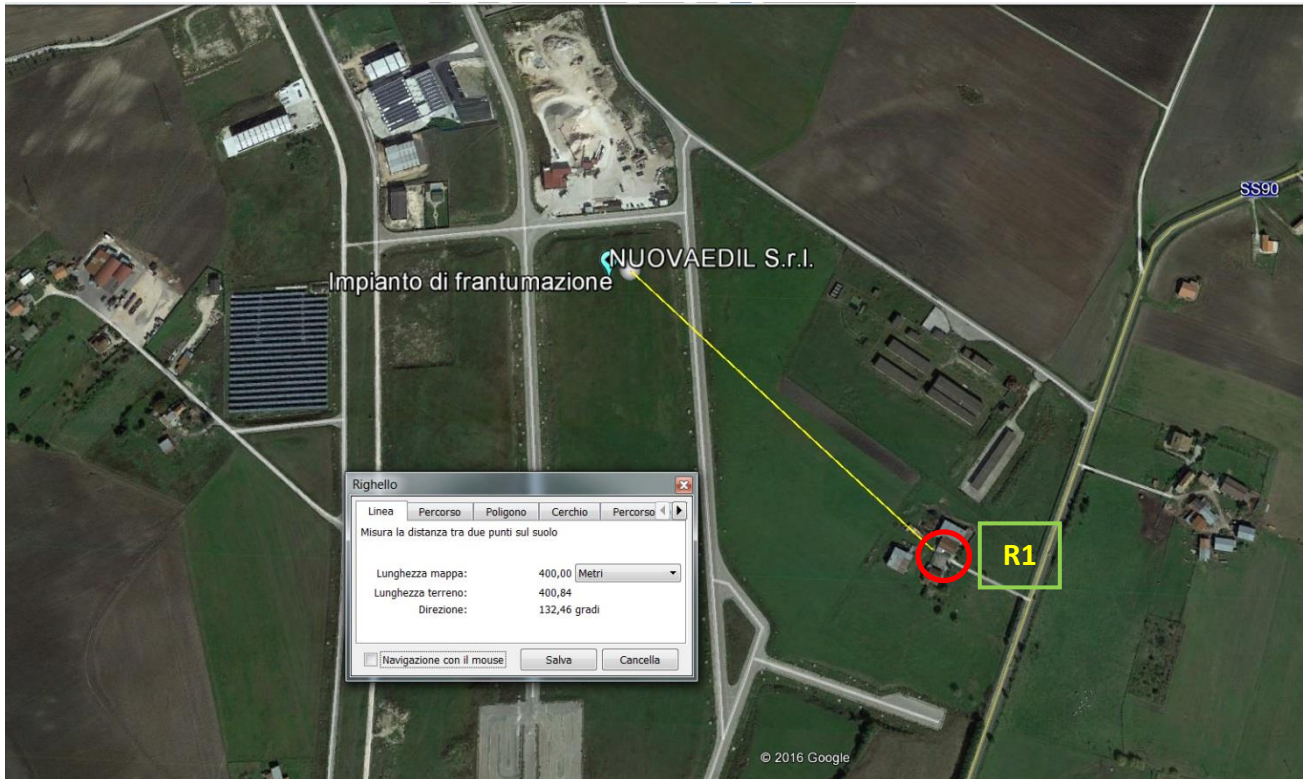 SS90
NUOVAEDIL S.r.l.
Impianto di frantumazione
Righello
Linea Percorso Poligono Cerchio Percorso
Misura la distanza tra due punti sul suolo
Lunghezza mappa: 400,00 Metri
Lunghezza terreno: 400,84
Direzione: 132,46 gradi
Navigazione con il mouse Salva Cancella
R1
© 2016 Google